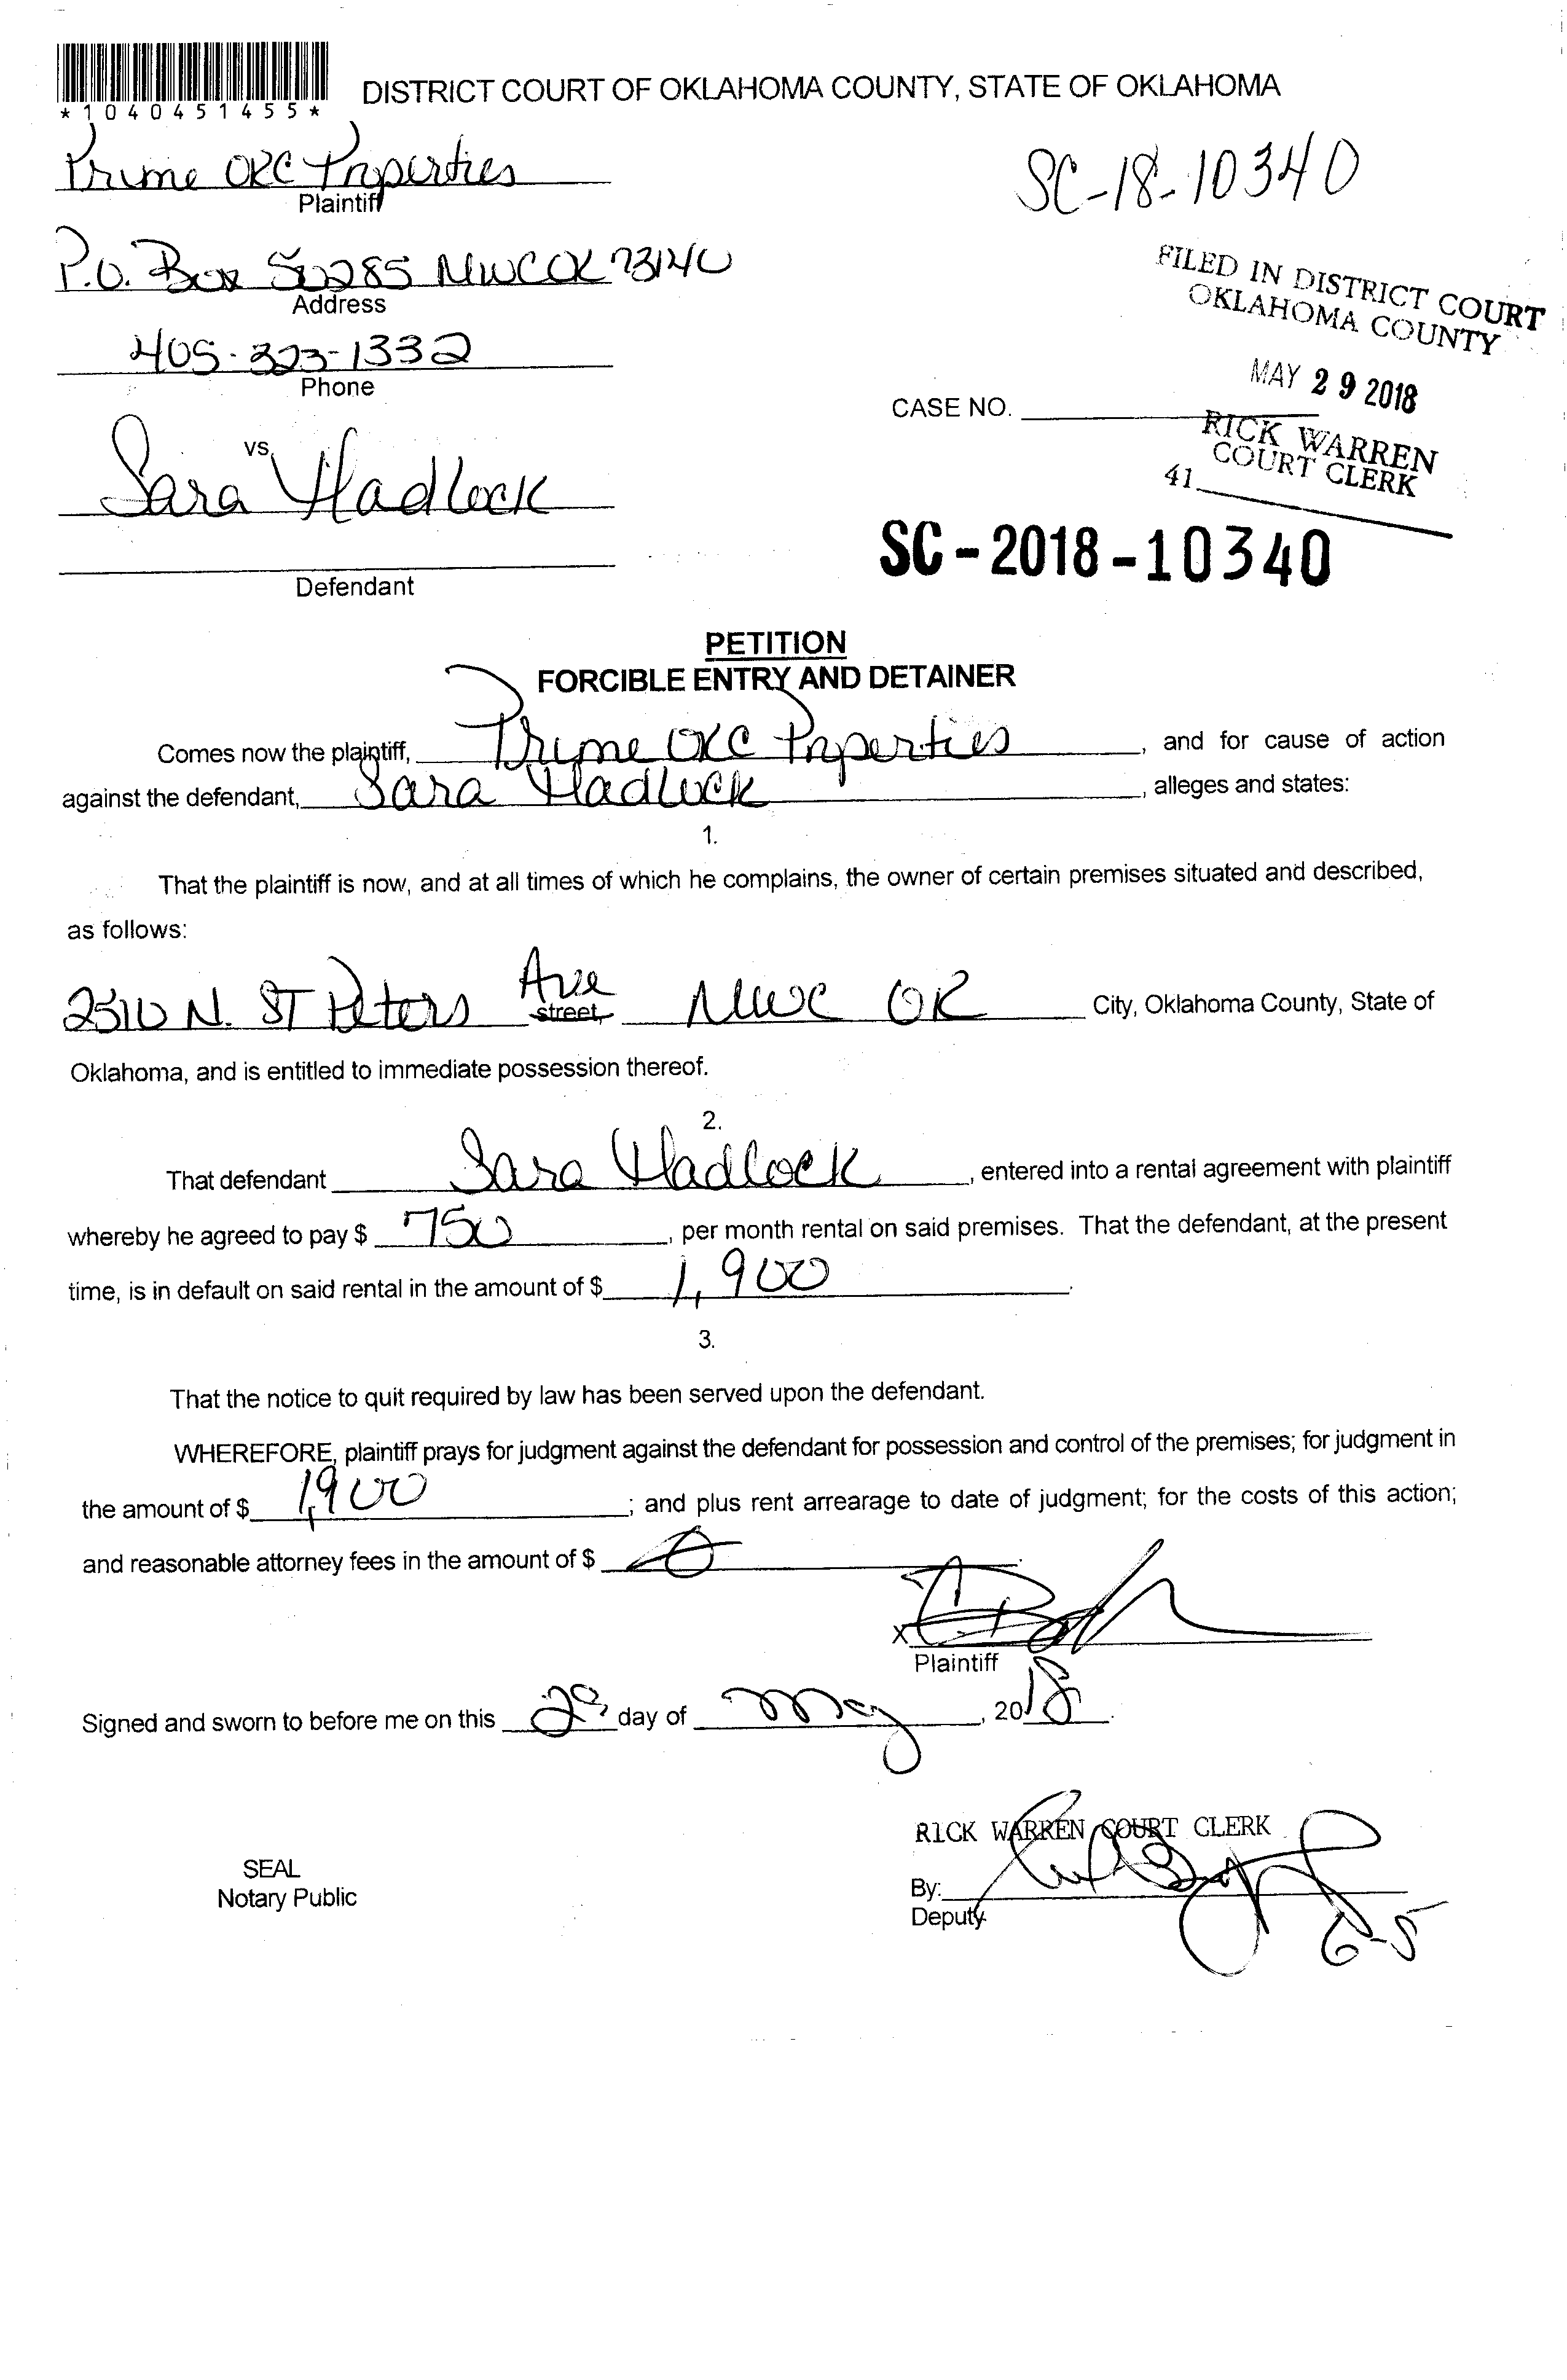 *1040451455*
DISTRICT COURT OF OKLAHOMA COUNTY, STATE OF OKLAHOMA
Prime OKC Properties
Plaintiff
SC-18-10340
P.O. Box 50285 MWC OK 73140
Address
FILED IN DISTRICT COURT
OKLAHOMA COUNTY
405-323-1332
Phone
MAY 29 2018
CASE NO.
RICK WARREN
COURT CLERK
41
vs.
Sara Hadlock
SC-2018-10340
Defendant
PETITION
FORCIBLE ENTRY AND DETAINER
Comes now the plaintiff, Prime OKC Properties, and for cause of action
against the defendant, Sara Hadlock, alleges and states:
1.
That the plaintiff is now, and at all times of which he complains, the owner of certain premises situated and described,
as follows:
2510 N. ST Peters Ave street, MWC OK City, Oklahoma County, State of
Oklahoma, and is entitled to immediate possession thereof.
2.
That defendant Sara Hadlock, entered into a rental agreement with plaintiff
whereby he agreed to pay $ 750, per month rental on said premises. That the defendant, at the present
time, is in default on said rental in the amount of $ 1,900.
3.
That the notice to quit required by law has been served upon the defendant.
WHEREFORE, plaintiff prays for judgment against the defendant for possession and control of the premises; for judgment in
the amount of $ 1,900; and plus rent arrearage to date of judgment; for the costs of this action;
and reasonable attorney fees in the amount of $ 0.
X
Plaintiff
Signed and sworn to before me on this 29 day of May, 2018.
RICK WARREN COURT CLERK
SEAL
Notary Public
By:
Deputy
6-5